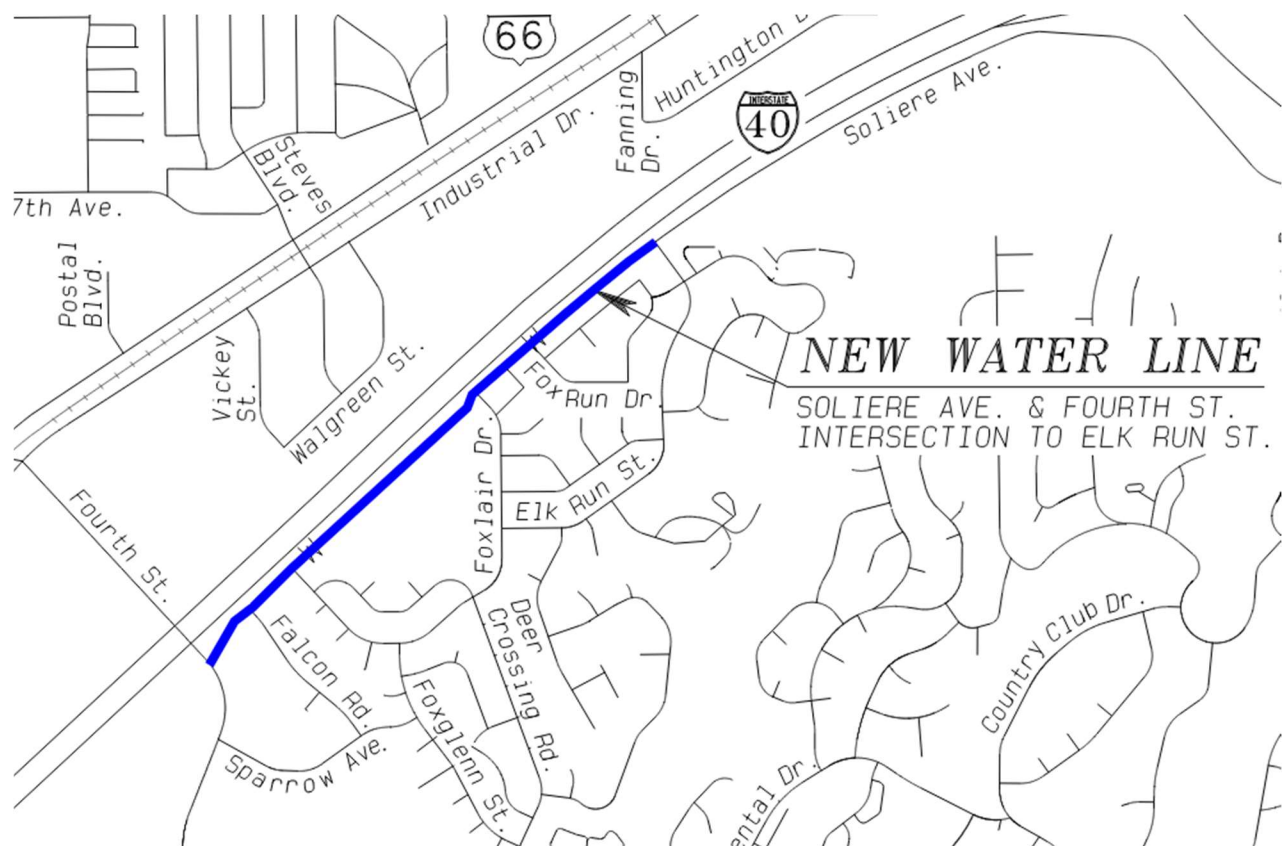 66
Huntington
Fanning
Dr.
INTERSTATE
40
Soliere Ave.
Industrial Dr.
Steves
Blvd.
7th Ave.
Postal
Blvd.
Vickey
St.
Walgreen St.
NEW WATER LINE
SOLIERE AVE. & FOURTH ST.
INTERSECTION TO ELK RUN ST.
Fox Run Dr.
Foxlair Dr.
Elk Run St.
Fourth St.
Falcon Rd.
Deer
Crossing Rd.
Country Club Dr.
Foxglenn St.
Sparrow Ave.
ental Dr.